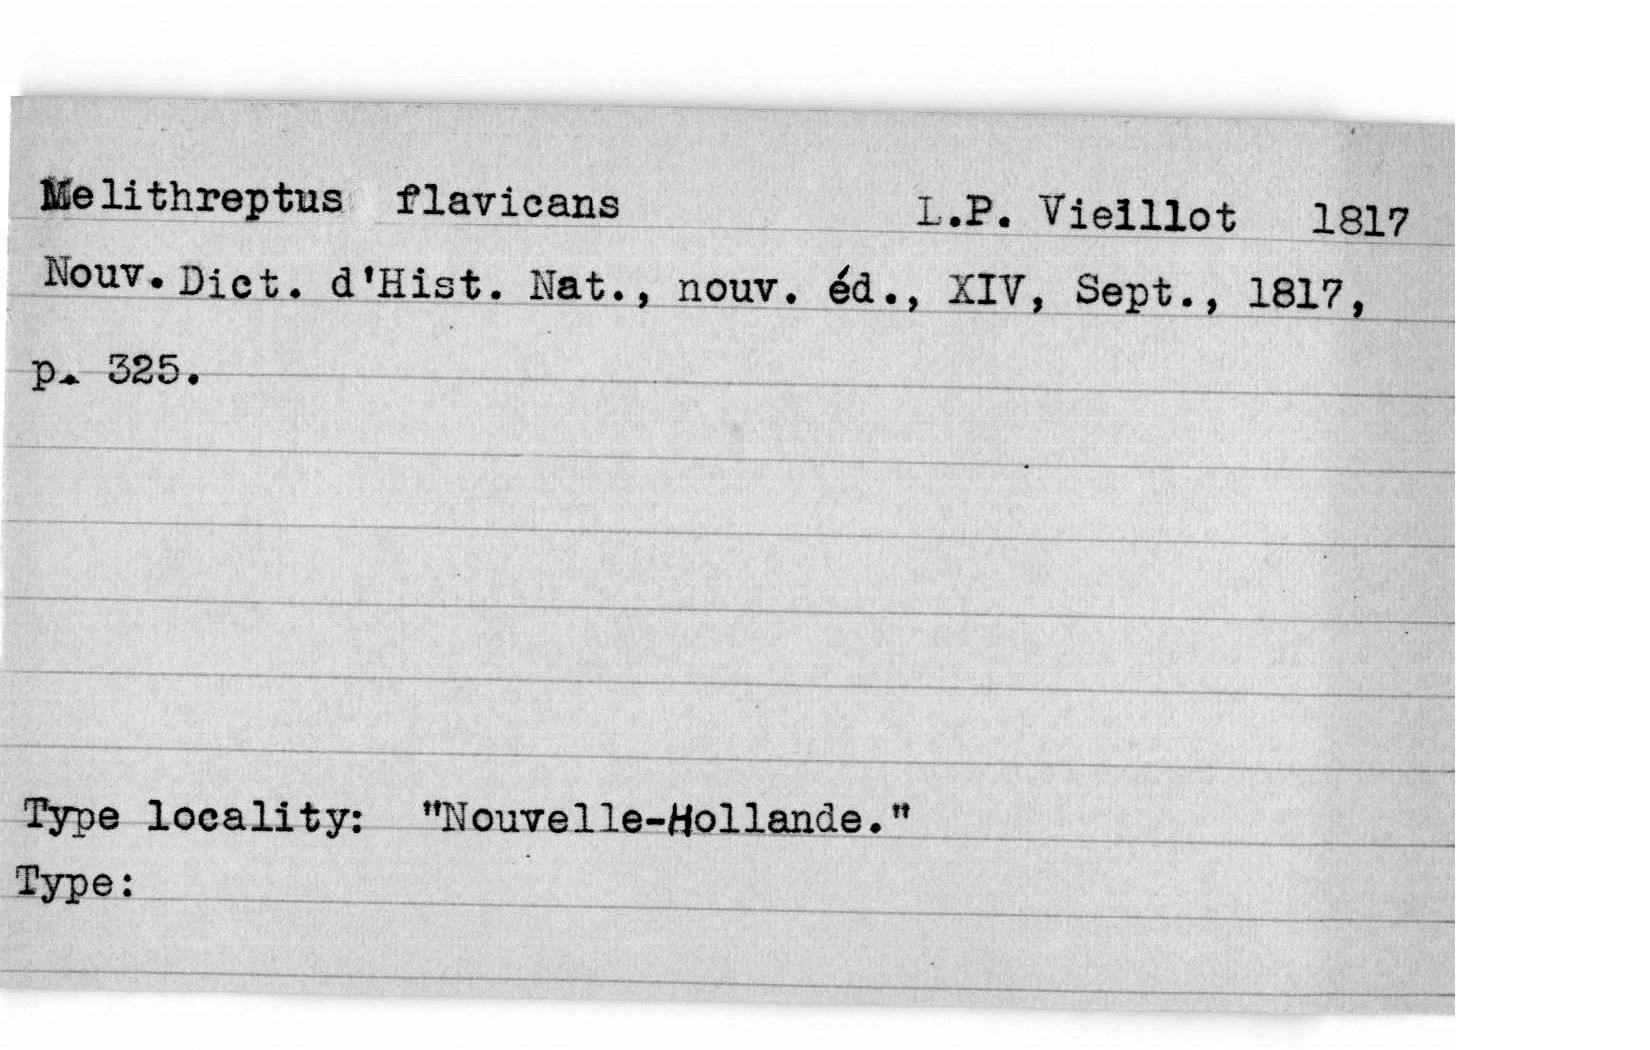 Melithreptus flavicans L.P. Vieillot 1817
Nouv. Dict. d'Hist. Nat., nouv. éd., XIV, Sept., 1817,
p. 325.
Type locality: "Nouvelle-Hollande."
Type: